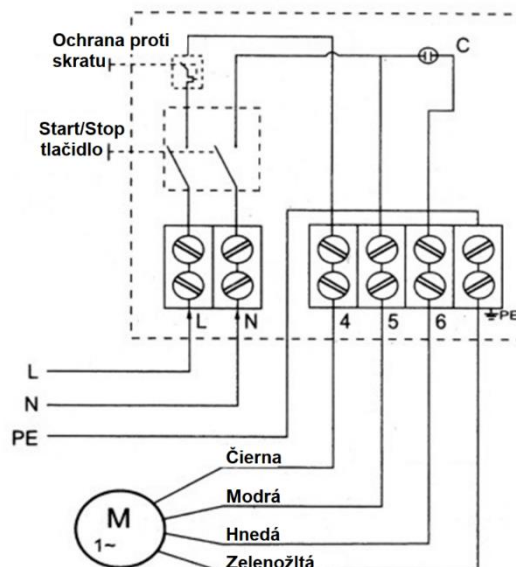 Ochrana proti
skratu
C
Start/Stop
tlačidlo
L N 4 5 6 PE
L
N
PE
Čierna
Modrá
M
1~
Hnedá
Zelenožltá